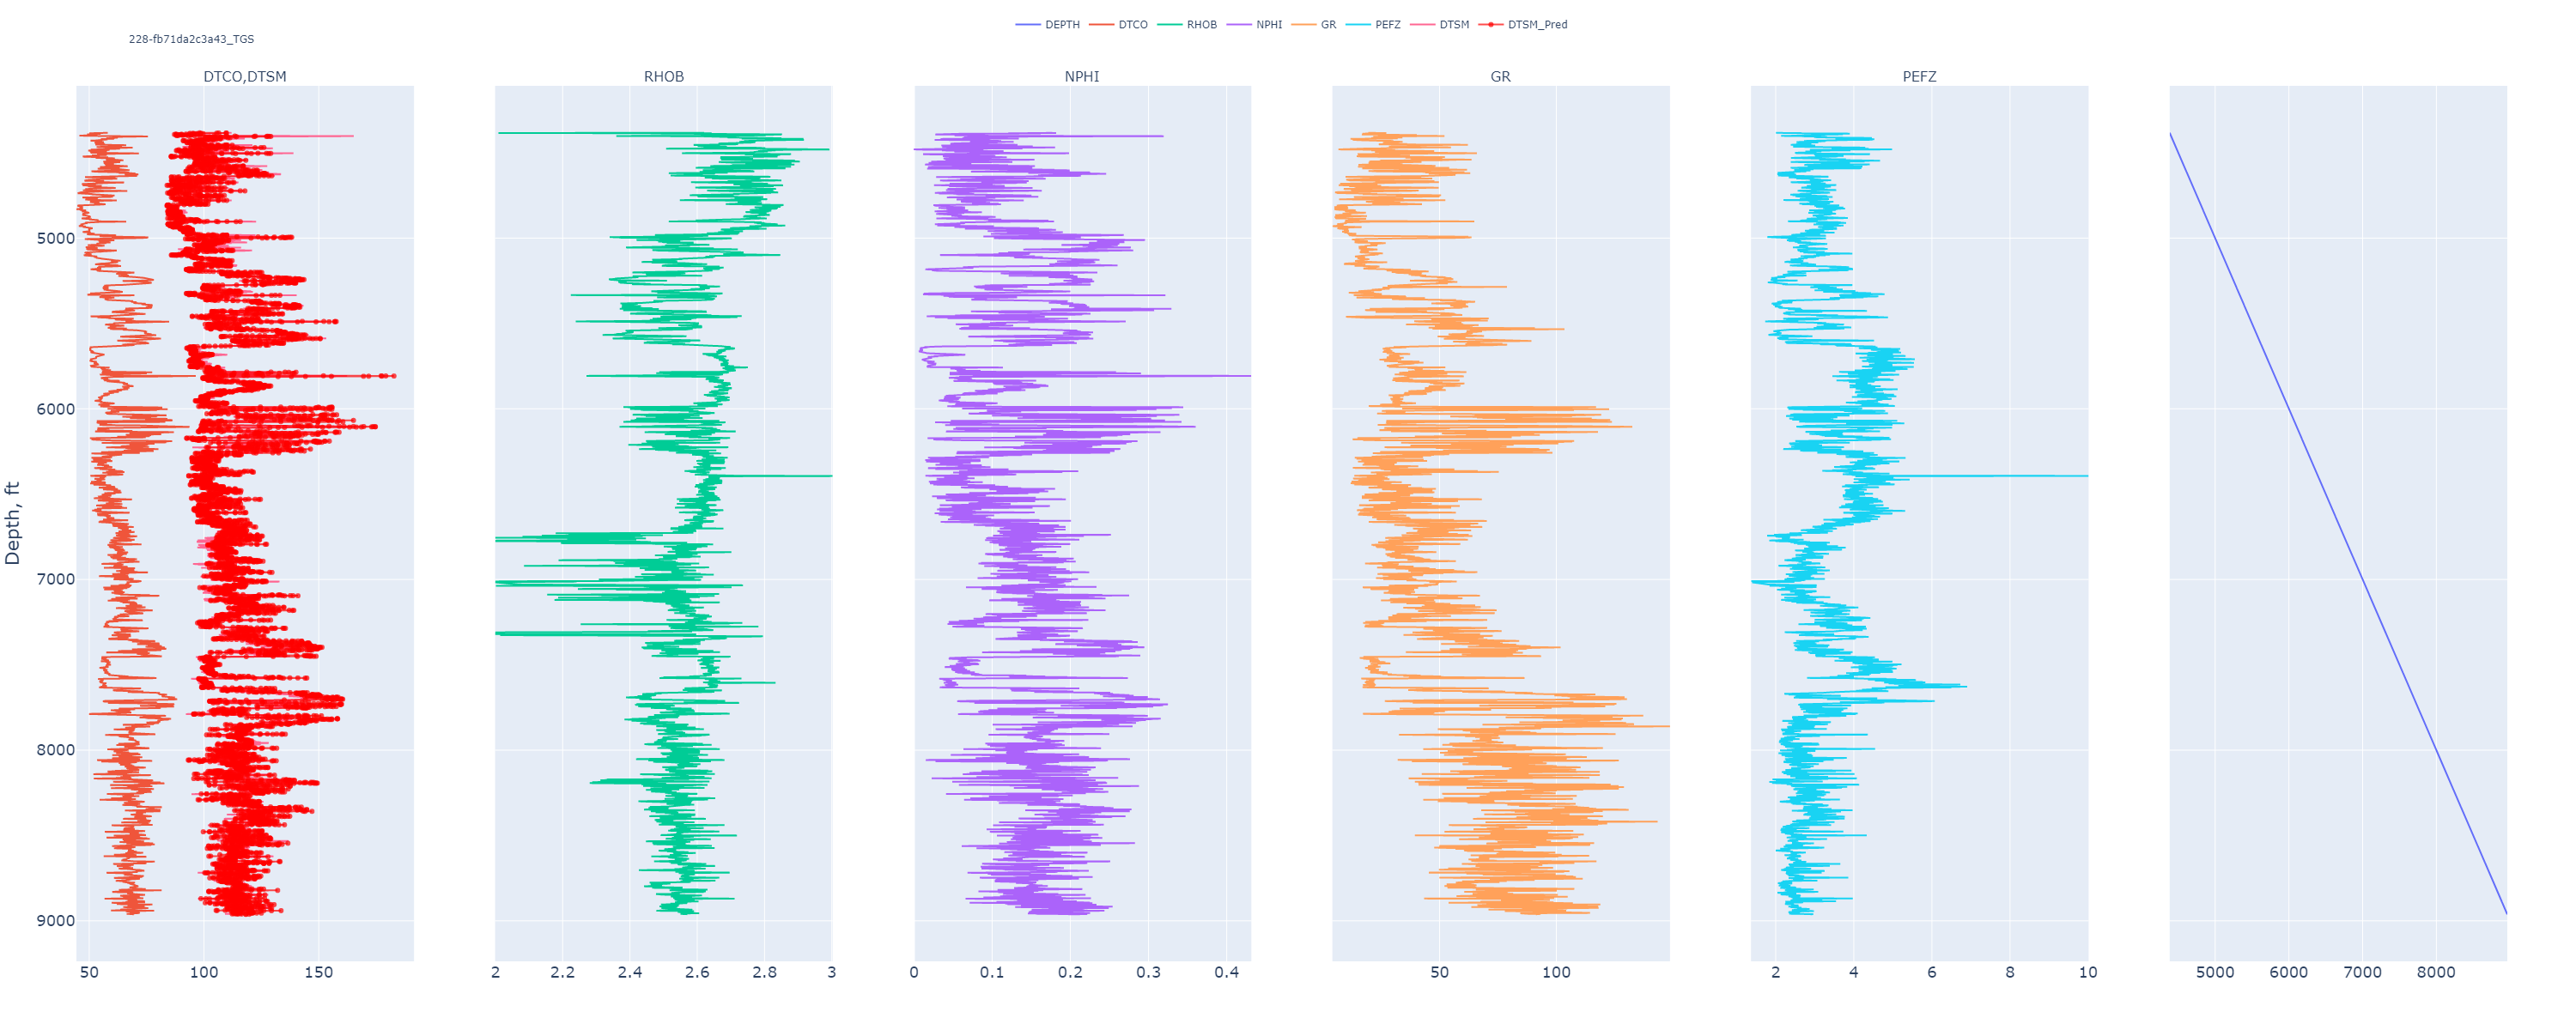 DEPTH DTCO RHOB NPHI GR PEFZ DTSM DTSM_Pred
228-fb71da2c3a43_TGS
DTCO,DTSM RHOB NPHI GR PEFZ
Depth, ft
5000
6000
7000
8000
9000
50 100 150 2 2.2 2.4 2.6 2.8 3 0 0.1 0.2 0.3 0.4 50 100 2 4 6 8 10 5000 6000 7000 8000